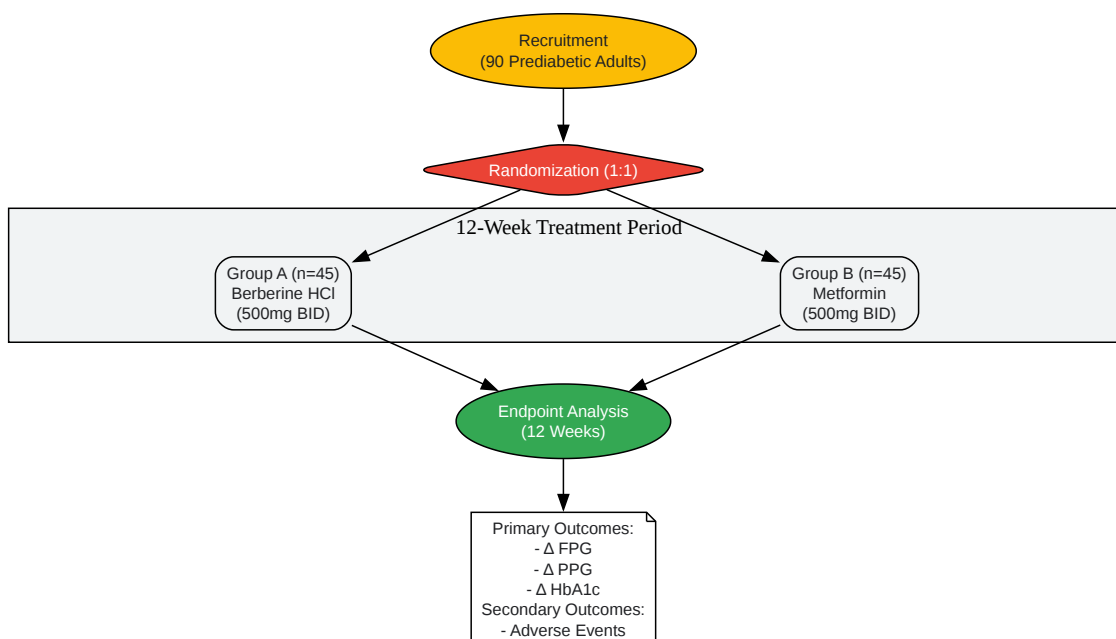 Recruitment
(90 Prediabetic Adults)
Randomization (1:1)
12-Week Treatment Period
Group A (n=45)
Berberine HCl
(500mg BID)
Group B (n=45)
Metformin
(500mg BID)
Endpoint Analysis
(12 Weeks)
Primary Outcomes:
- Δ FPG
- Δ PPG
- Δ HbA1c
Secondary Outcomes:
- Adverse Events